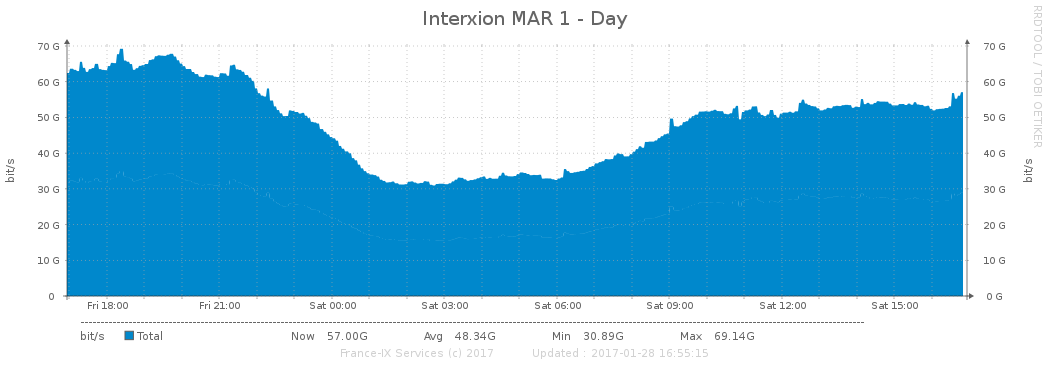 Interxion MAR 1 - Day
RRDTOOL / TOBI OETIKER
70 G 70 G
60 G 60 G
50 G 50 G
40 G 40 G
30 G 30 G
20 G 20 G
10 G 10 G
0 0 G
bit/s
bit/s
Fri 18:00 Fri 21:00 Sat 00:00 Sat 03:00 Sat 06:00 Sat 09:00 Sat 12:00 Sat 15:00
bit/s Total Now 57.00G Avg 48.34G Min 30.89G Max 69.14G
France-IX Services (c) 2017 Updated : 2017-01-28 16:55:15